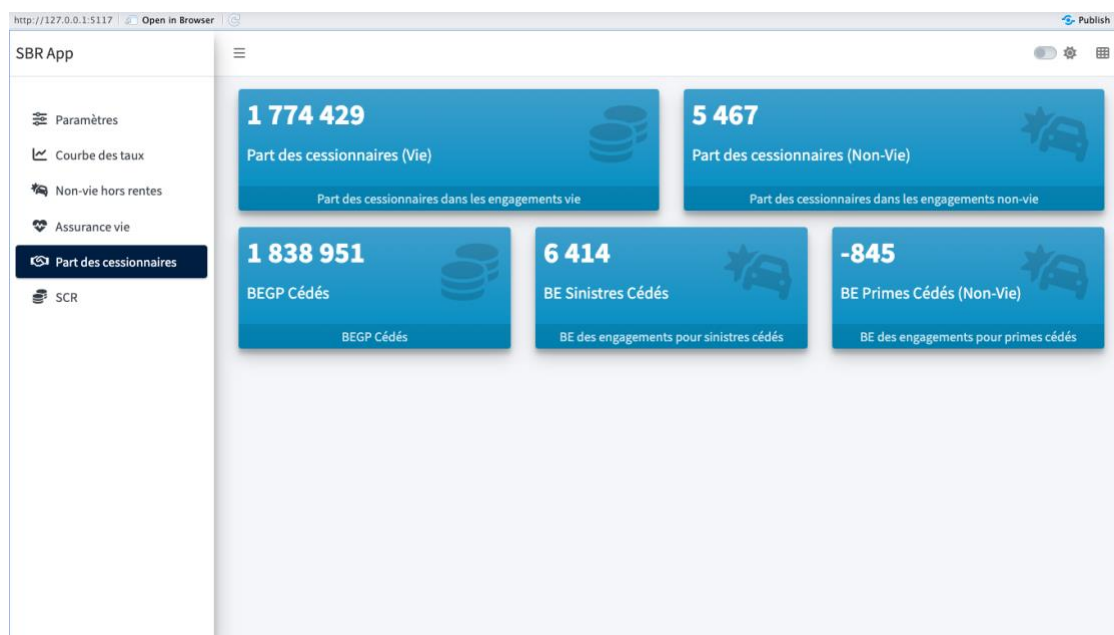 http://127.0.0.1:5117 Open in Browser Publish
SBR App
Paramètres
Courbe des taux
Non-vie hors rentes
Assurance vie
Part des cessionnaires
SCR
1 774 429
Part des cessionnaires (Vie)
Part des cessionnaires dans les engagements vie
5 467
Part des cessionnaires (Non-Vie)
Part des cessionnaires dans les engagements non-vie
1 838 951
BEGP Cédés
BEGP Cédés
6 414
BE Sinistres Cédés
BE des engagements pour sinistres cédés
-845
BE Primes Cédés (Non-Vie)
BE des engagements pour primes cédés